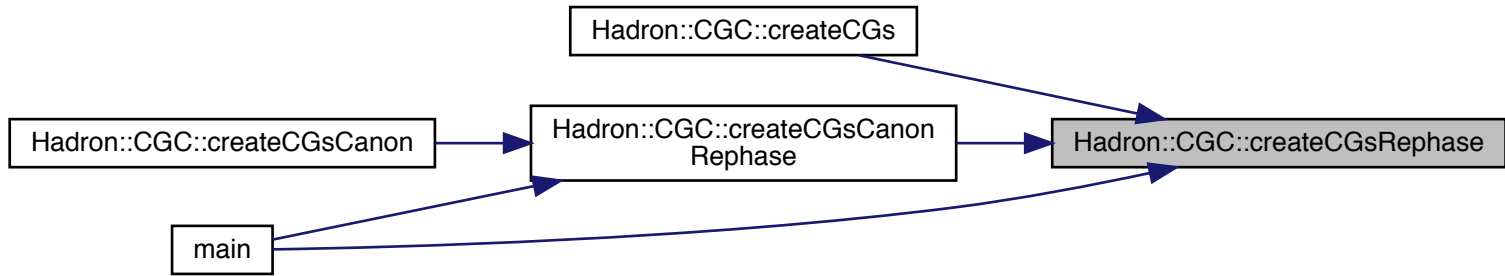 Hadron::CGC::createCGs
Hadron::CGC::createCGsCanon
Hadron::CGC::createCGsCanon
Rephase
Hadron::CGC::createCGsRephase
main